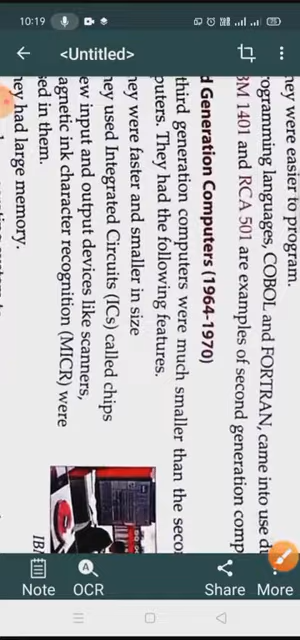 10:19
<Untitled>
hey were easier to program.
rogramming languages, COBOL and FORTRAN, came into use d
BM 1401 and RCA 501 are examples of second generation comp
d Generation Computers (1964-1970)
third generation computers were much smaller than the seco
puters. They had the following features.
hey were faster and smaller in size
hey used Integrated Circuits (ICs) called chips
ew input and output devices like scanners,
agnetic ink character recognition (MICR) were
sed in them.
hey had large memory.
IB
Note OCR Share More